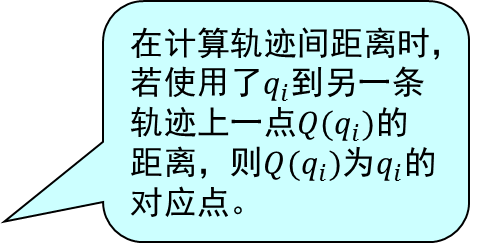 在计算轨迹间距离时，
若使用了qᵢ到另一条
轨迹上一点Q(qᵢ)的
距离，则Q(qᵢ)为qᵢ的
对应点。